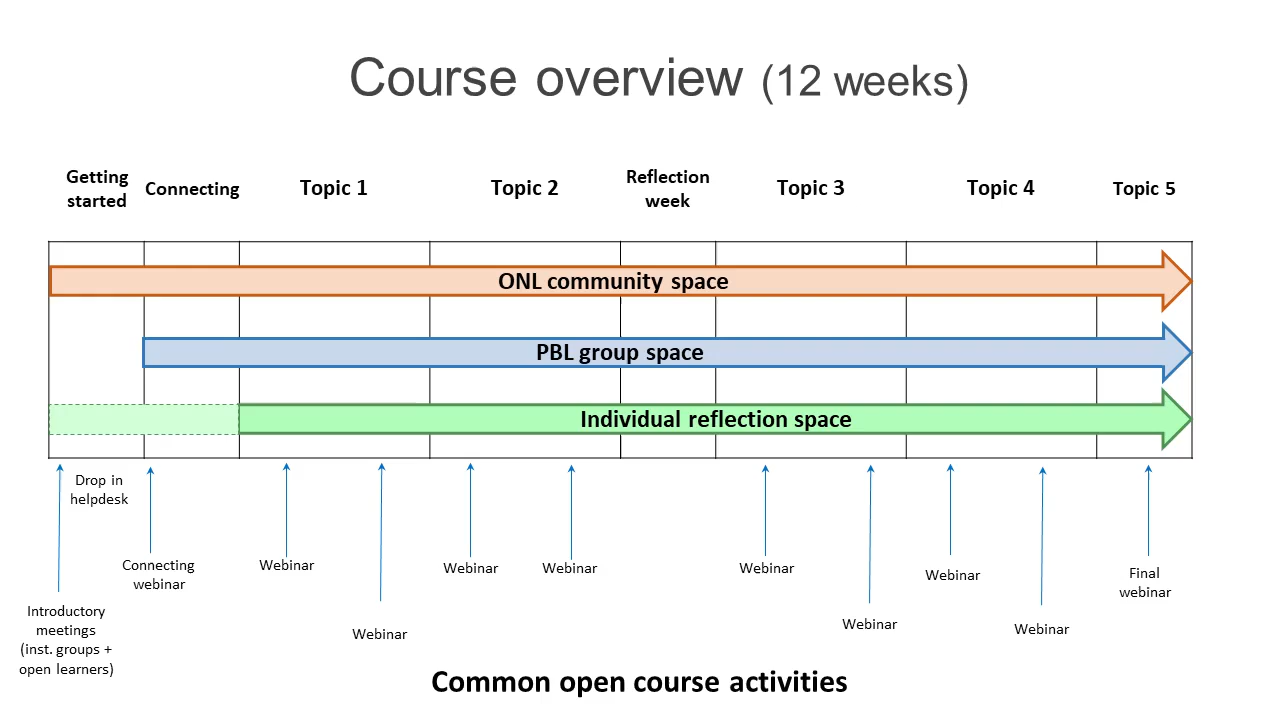 Course overview (12 weeks)
Getting
started
Connecting
Topic 1
Topic 2
Reflection
week
Topic 3
Topic 4
Topic 5
ONL community space
PBL group space
Individual reflection space
Drop in
helpdesk
Introductory
meetings
(inst. groups +
open learners)
Connecting
webinar
Webinar
Webinar
Webinar
Webinar
Webinar
Webinar
Webinar
Webinar
Final
webinar
Common open course activities